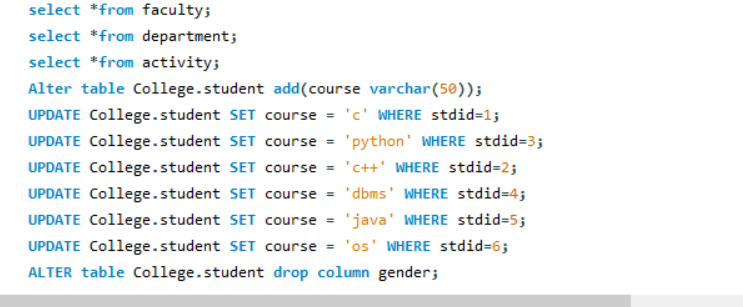 select *from faculty;
select *from department;
select *from activity;
Alter table College.student add(course varchar(50));
UPDATE College.student SET course = 'c' WHERE stdid=1;
UPDATE College.student SET course = 'python' WHERE stdid=3;
UPDATE College.student SET course = 'c++' WHERE stdid=2;
UPDATE College.student SET course = 'dbms' WHERE stdid=4;
UPDATE College.student SET course = 'java' WHERE stdid=5;
UPDATE College.student SET course = 'os' WHERE stdid=6;
ALTER table College.student drop column gender;